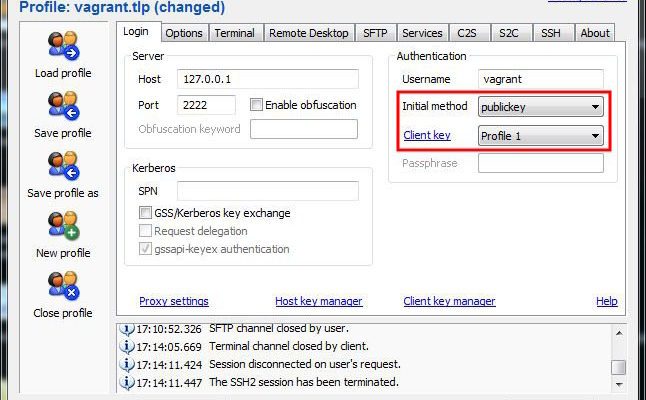 Profile: vagrant.tlp (changed)
Load profile
Save profile
Save profile as
New profile
Close profile
Login Options Terminal Remote Desktop SFTP Services C2S S2C SSH About
Server
Host 127.0.0.1
Port 2222 Enable obfuscation
Obfuscation keyword
Kerberos
SPN
GSS/Kerberos key exchange
Request delegation
gssapi-keyex authentication
Authentication
Username vagrant
Initial method publickey
Client key Profile 1
Passphrase
Proxy settings Host key manager Client key manager Help
17:10:52.326 SFTP channel closed by user.
17:14:05.669 Terminal channel closed by client.
17:14:11.424 Session disconnected on user's request.
17:14:11.447 The SSH2 session has been terminated.